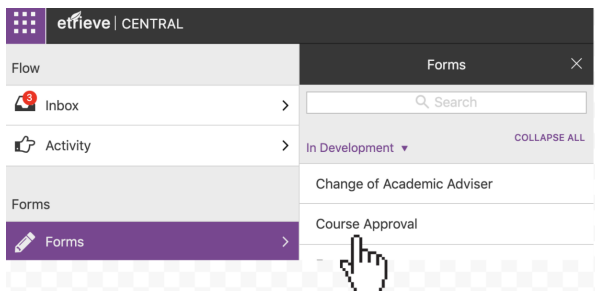 etrieve | CENTRAL
Flow
3
Inbox
Activity
Forms
Forms
Forms
Search
In Development
COLLAPSE ALL
Change of Academic Adviser
Course Approval